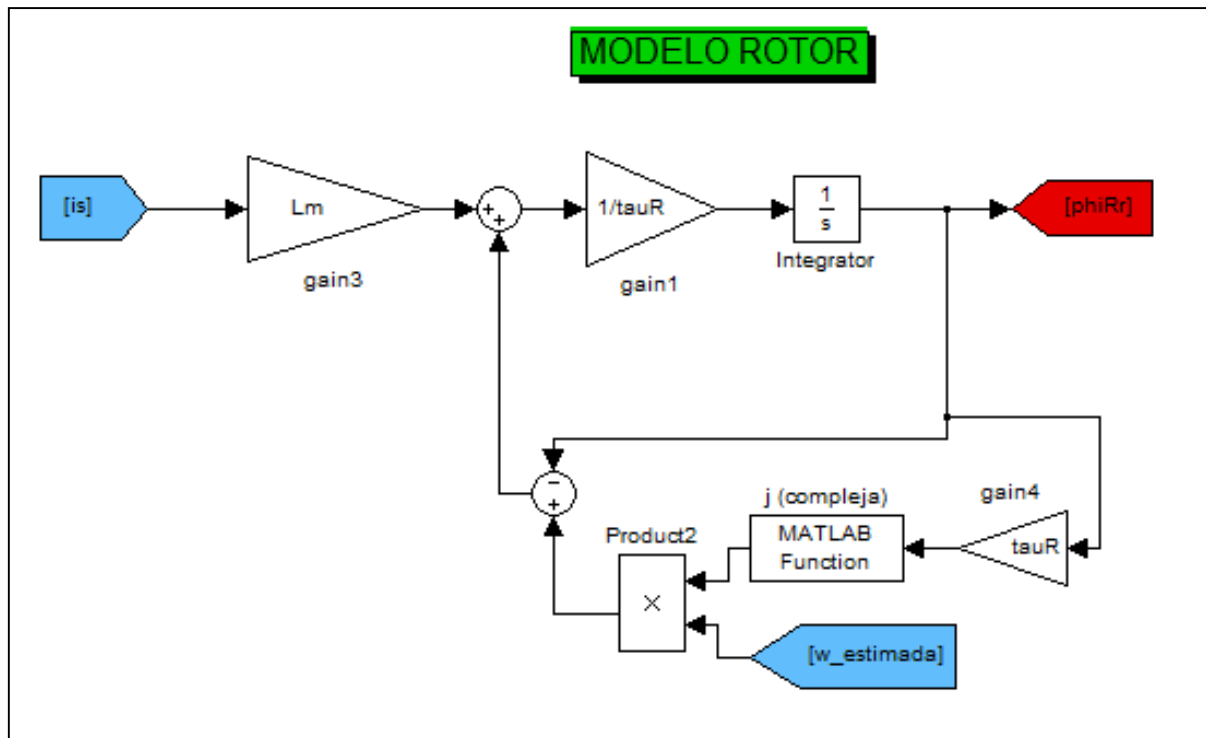 MODELO ROTOR
[is]
Lm
gain3
+
+
1/tauR
gain1
1
s
Integrator
[phiRr]
−
+
j (compleja)
MATLAB
Function
gain4
tauR
Product2
×
[w_estimada]